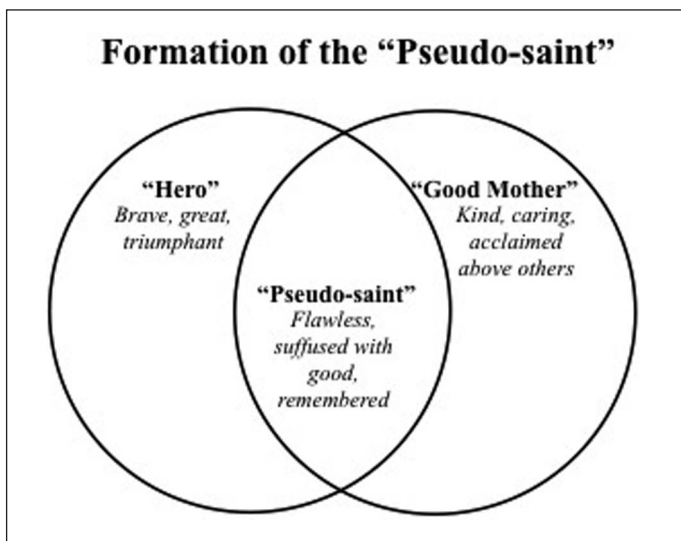 Formation of the “Pseudo-saint”
“Hero”
Brave, great,
triumphant
“Good Mother”
Kind, caring,
acclaimed
above others
“Pseudo-saint”
Flawless,
suffused with
good,
remembered